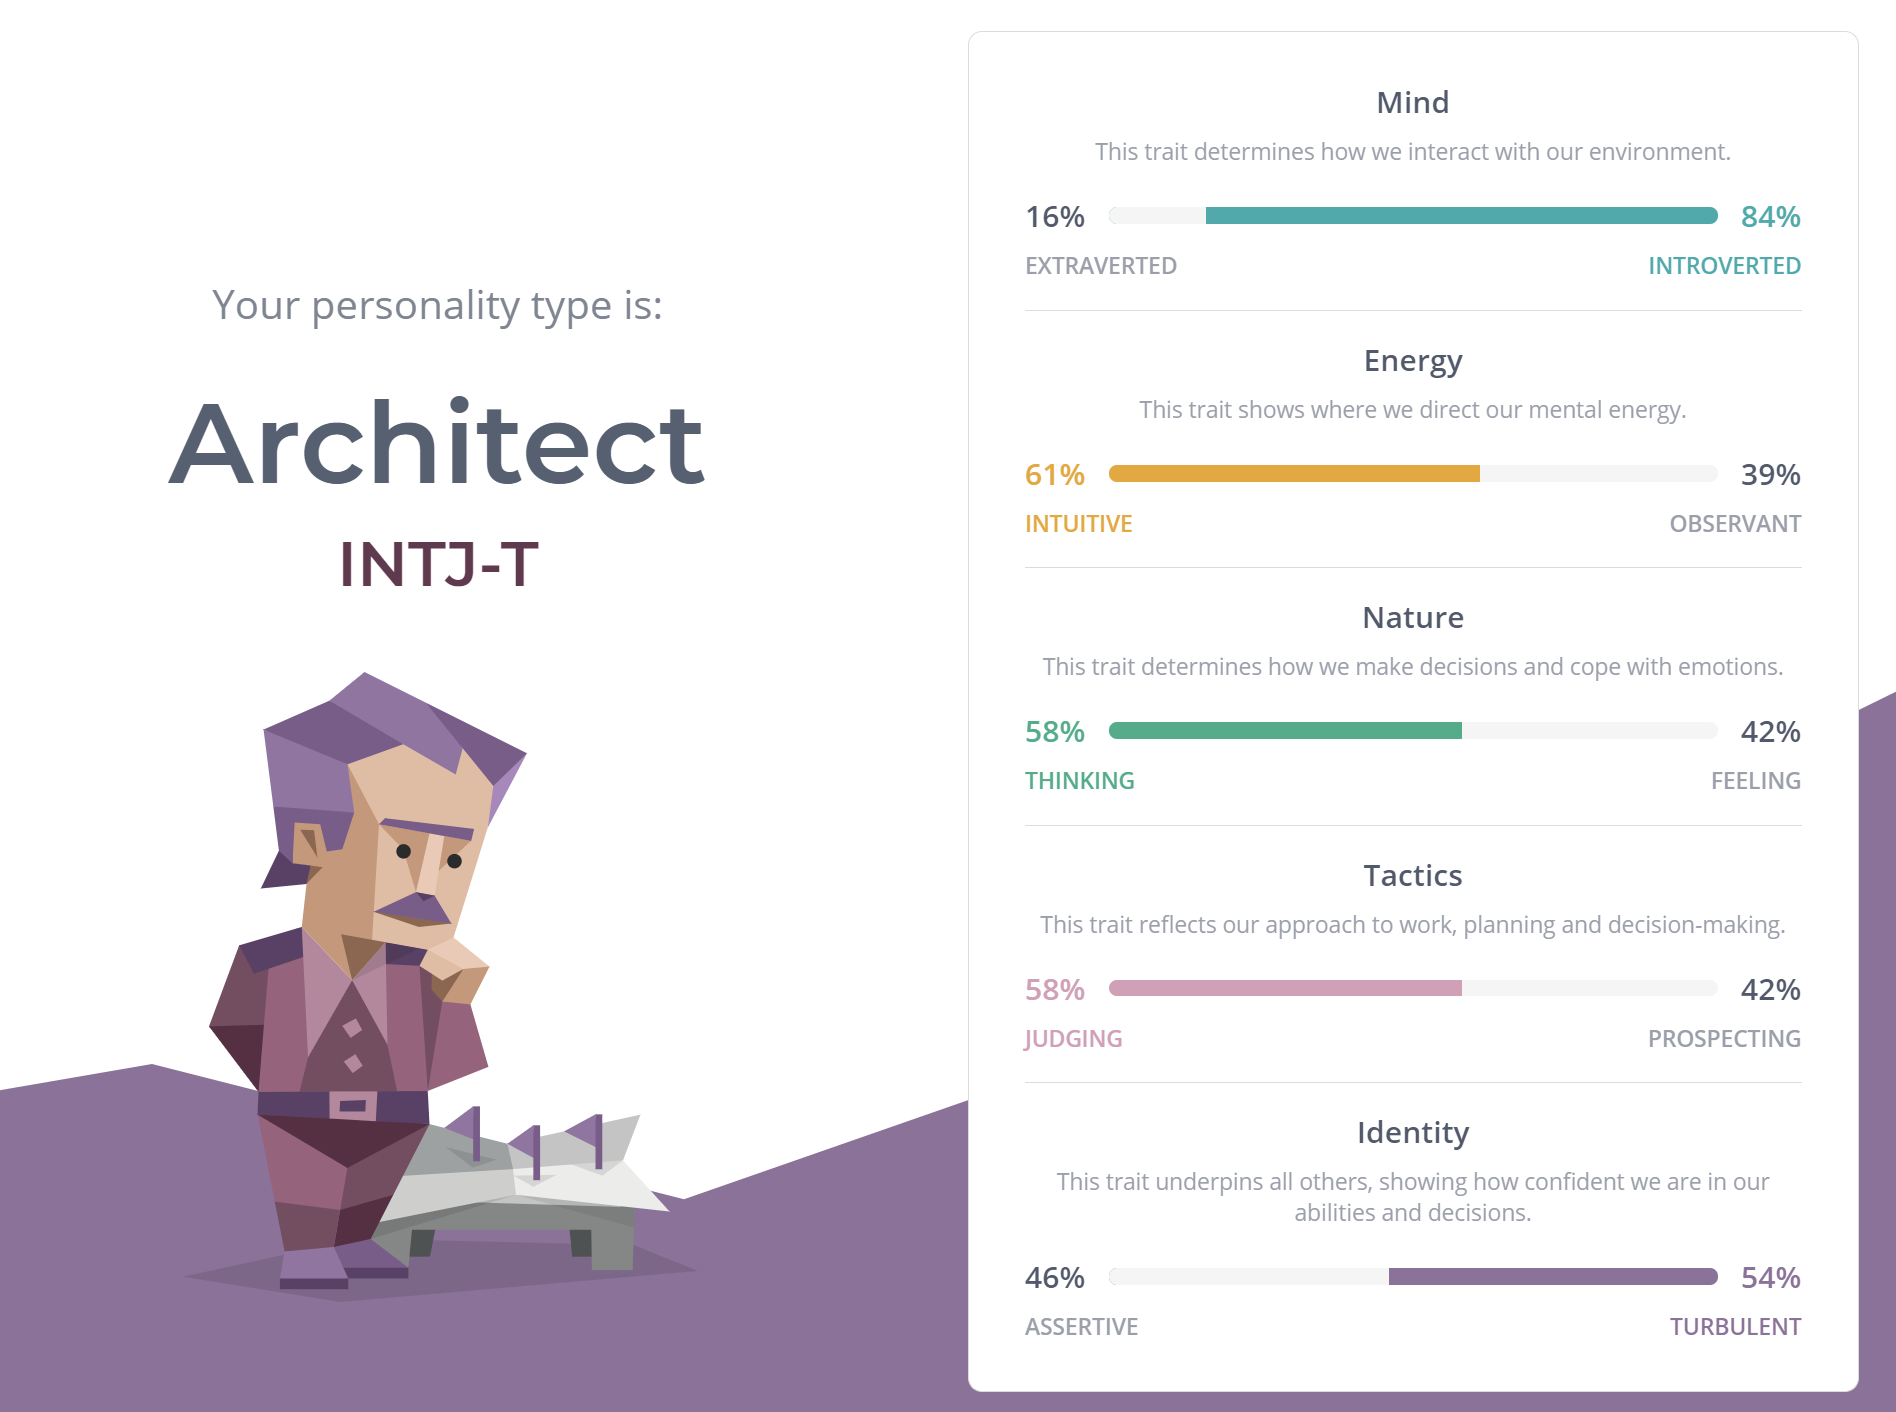 Your personality type is:
Architect
INTJ-T
Mind
This trait determines how we interact with our environment.
16% 84%
EXTRAVERTED INTROVERTED
Energy
This trait shows where we direct our mental energy.
61% 39%
INTUITIVE OBSERVANT
Nature
This trait determines how we make decisions and cope with emotions.
58% 42%
THINKING FEELING
Tactics
This trait reflects our approach to work, planning and decision-making.
58% 42%
JUDGING PROSPECTING
Identity
This trait underpins all others, showing how confident we are in our
abilities and decisions.
46% 54%
ASSERTIVE TURBULENT